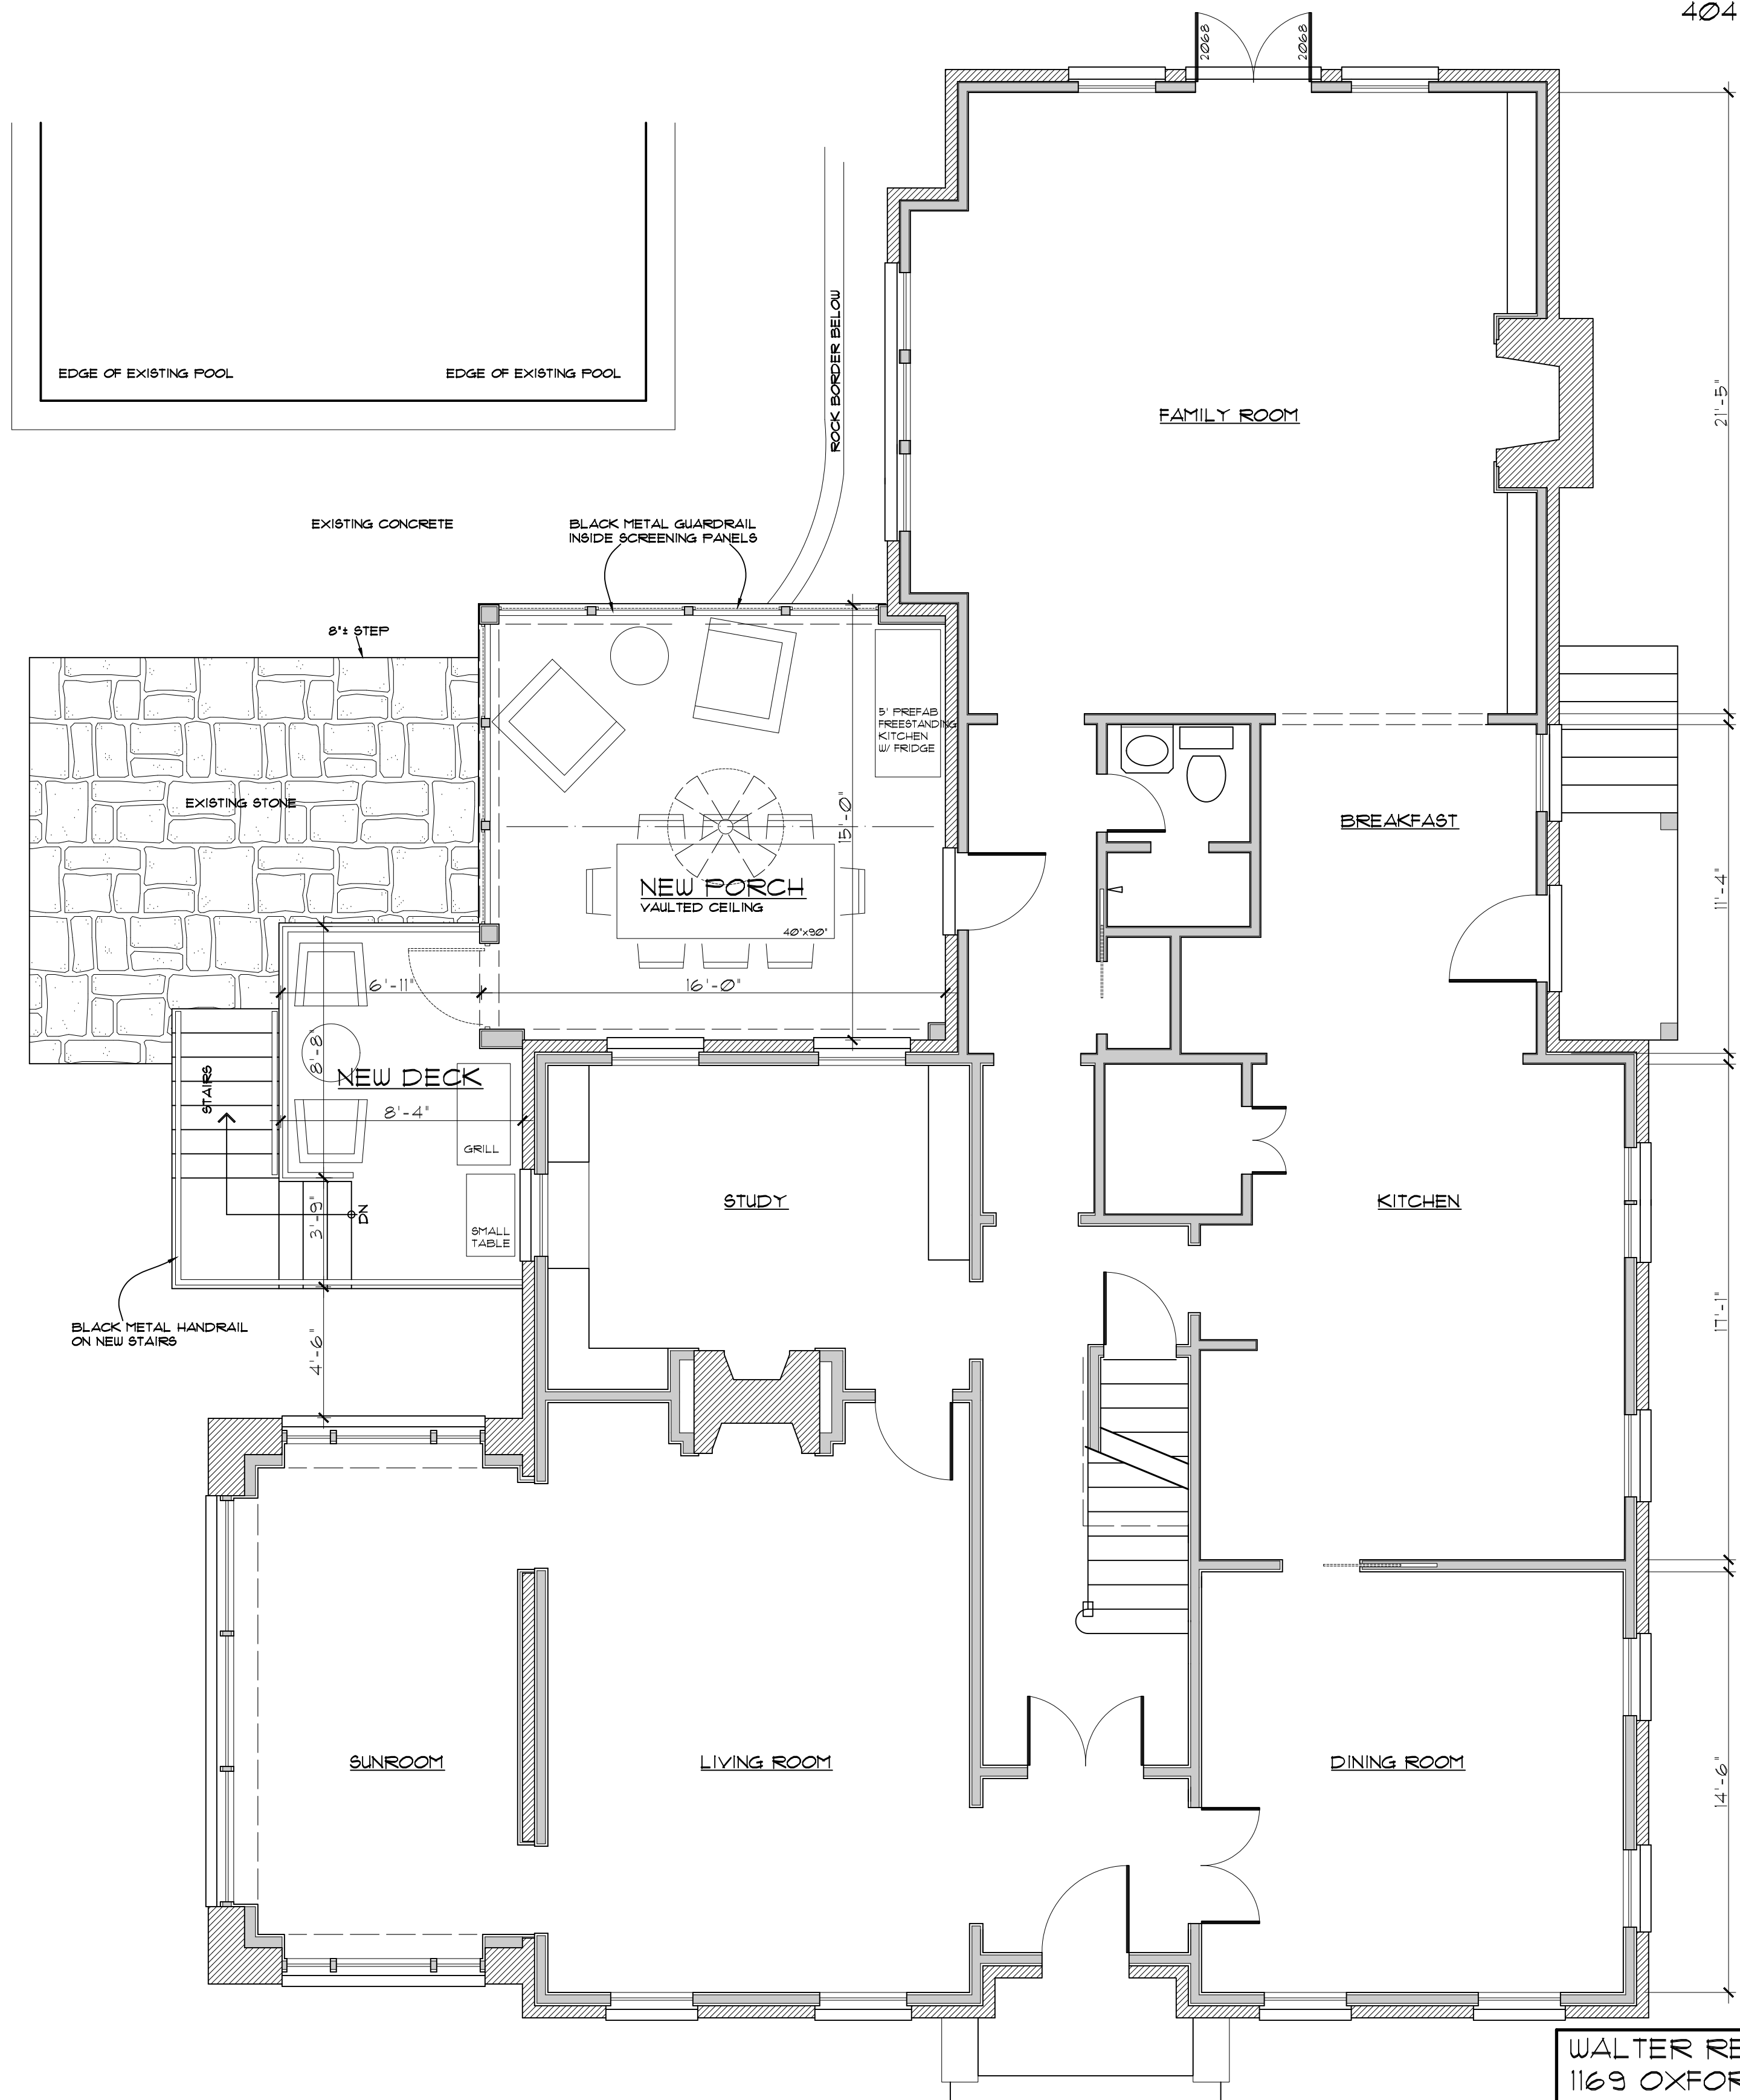 404
2068
2068
EDGE OF EXISTING POOL
EDGE OF EXISTING POOL
ROCK BORDER BELOW
FAMILY ROOM
21'-5"
EXISTING CONCRETE
BLACK METAL GUARDRAIL
INSIDE SCREENING PANELS
8"± STEP
5' PREFAB
FREESTANDING
KITCHEN
W/ FRIDGE
EXISTING STONE
15'-0"
BREAKFAST
NEW PORCH
VAULTED CEILING
40"x90"
11'-4"
6'-11"
16'-0"
8'-8"
NEW DECK
STAIRS
8'-4"
GRILL
STUDY
KITCHEN
3'-9"
DN
SMALL
TABLE
BLACK METAL HANDRAIL
ON NEW STAIRS
4'-6"
17'-1"
SUNROOM
LIVING ROOM
DINING ROOM
14'-6"
WALTER RE
1169 OXFOR